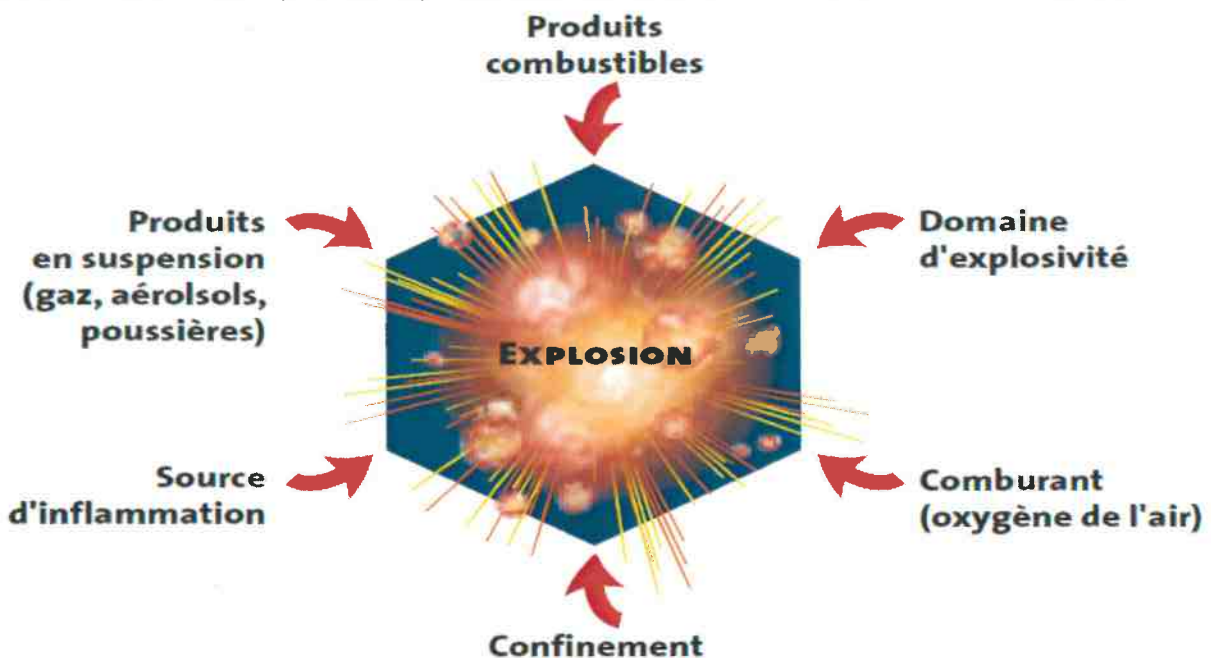 Produits
combustibles
Produits
en suspension
(gaz, aérolsols,
poussières)
Domaine
d'explosivité
EXPLOSION
Source
d'inflammation
Comburant
(oxygène de l'air)
Confinement